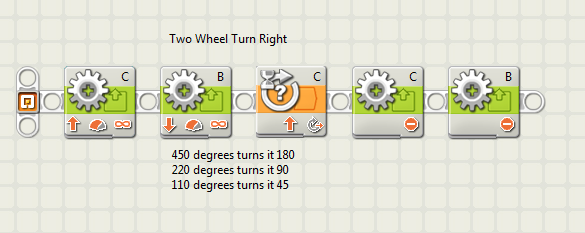 Two Wheel Turn Right
C
B
C
C
B
450 degrees turns it 180
220 degrees turns it 90
110 degrees turns it 45